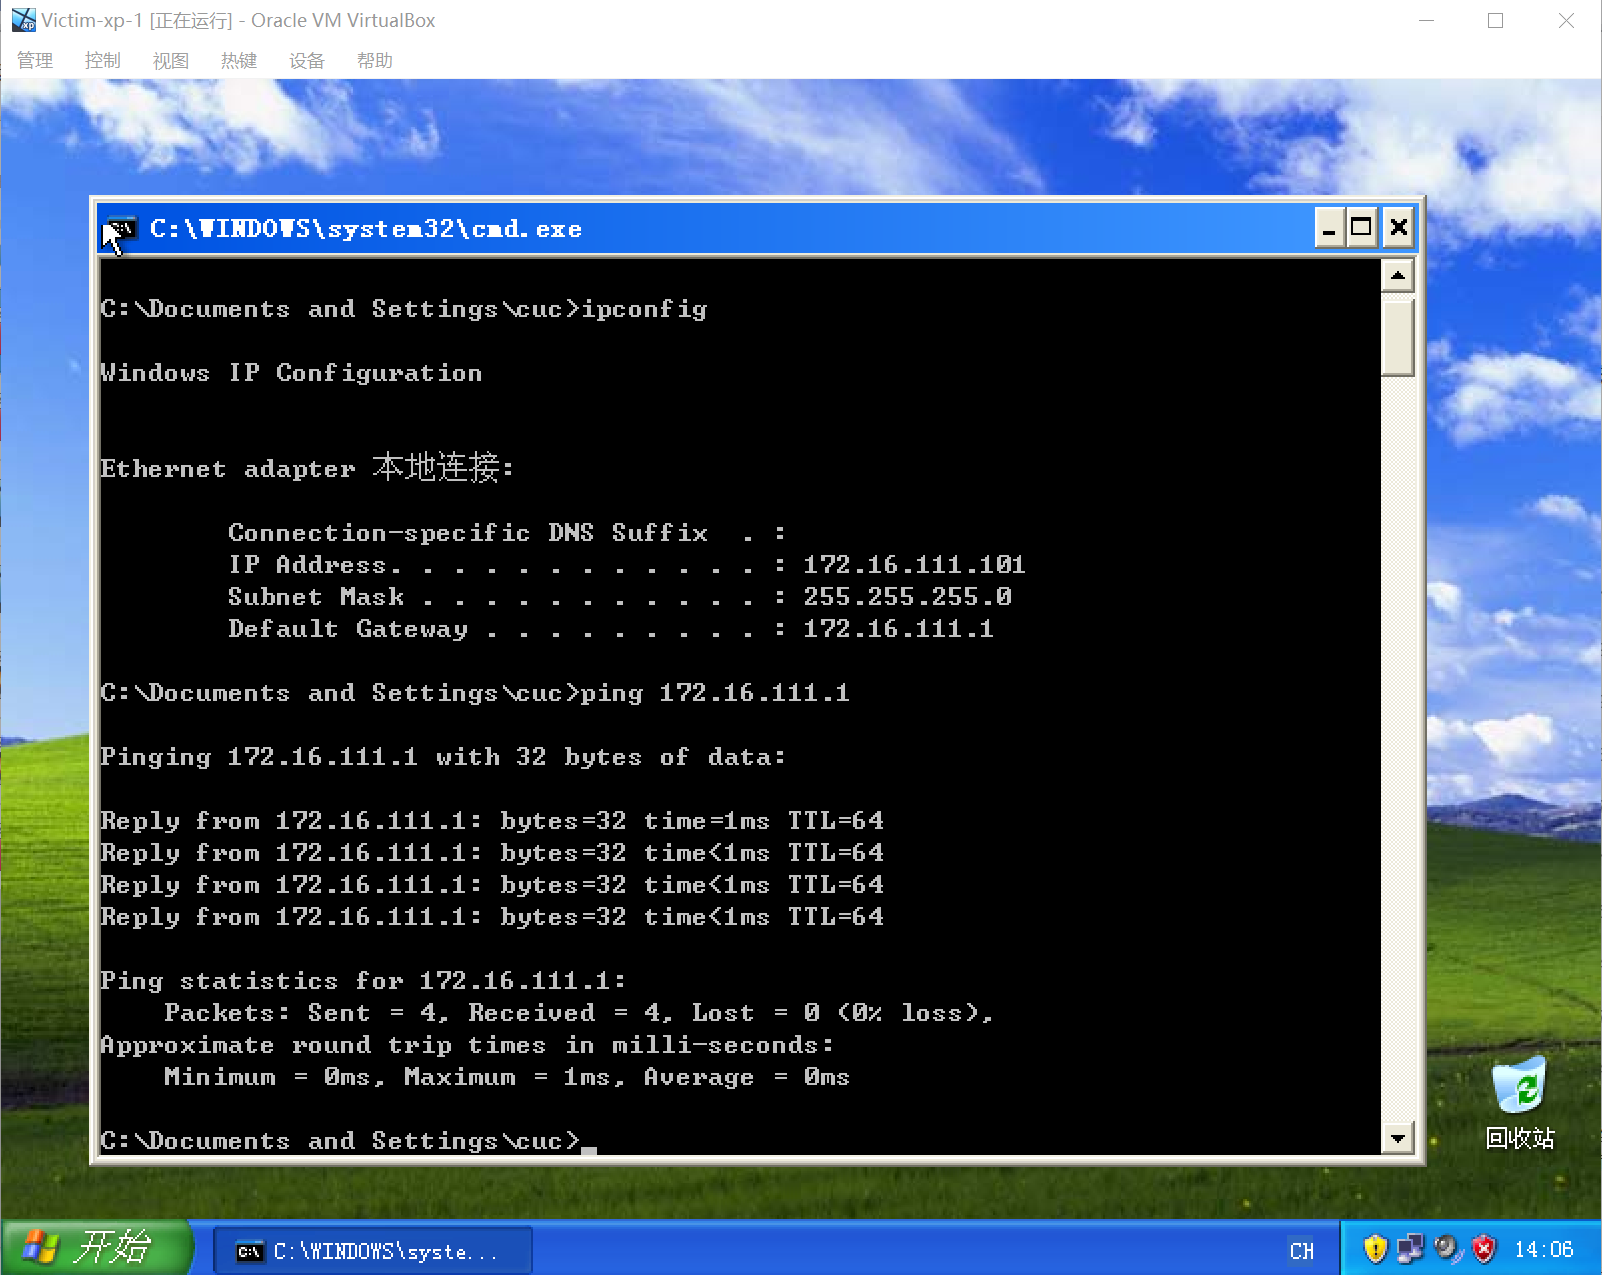 Victim-xp-1 [正在运行] - Oracle VM VirtualBox
管理 控制 视图 热键 设备 帮助
C:\WINDOWS\system32\cmd.exe
C:\Documents and Settings\cuc>ipconfig
Windows IP Configuration
Ethernet adapter 本地连接:
Connection-specific DNS Suffix  . :
IP Address. . . . . . . . . . . . : 172.16.111.101
Subnet Mask . . . . . . . . . . . : 255.255.255.0
Default Gateway . . . . . . . . . : 172.16.111.1
C:\Documents and Settings\cuc>ping 172.16.111.1
Pinging 172.16.111.1 with 32 bytes of data:
Reply from 172.16.111.1: bytes=32 time=1ms TTL=64
Reply from 172.16.111.1: bytes=32 time<1ms TTL=64
Reply from 172.16.111.1: bytes=32 time<1ms TTL=64
Reply from 172.16.111.1: bytes=32 time<1ms TTL=64
Ping statistics for 172.16.111.1:
Packets: Sent = 4, Received = 4, Lost = 0 (0% loss),
Approximate round trip times in milli-seconds:
Minimum = 0ms, Maximum = 1ms, Average = 0ms
C:\Documents and Settings\cuc>_
回收站
开始 C:\WINDOWS\syste... CH 14:06